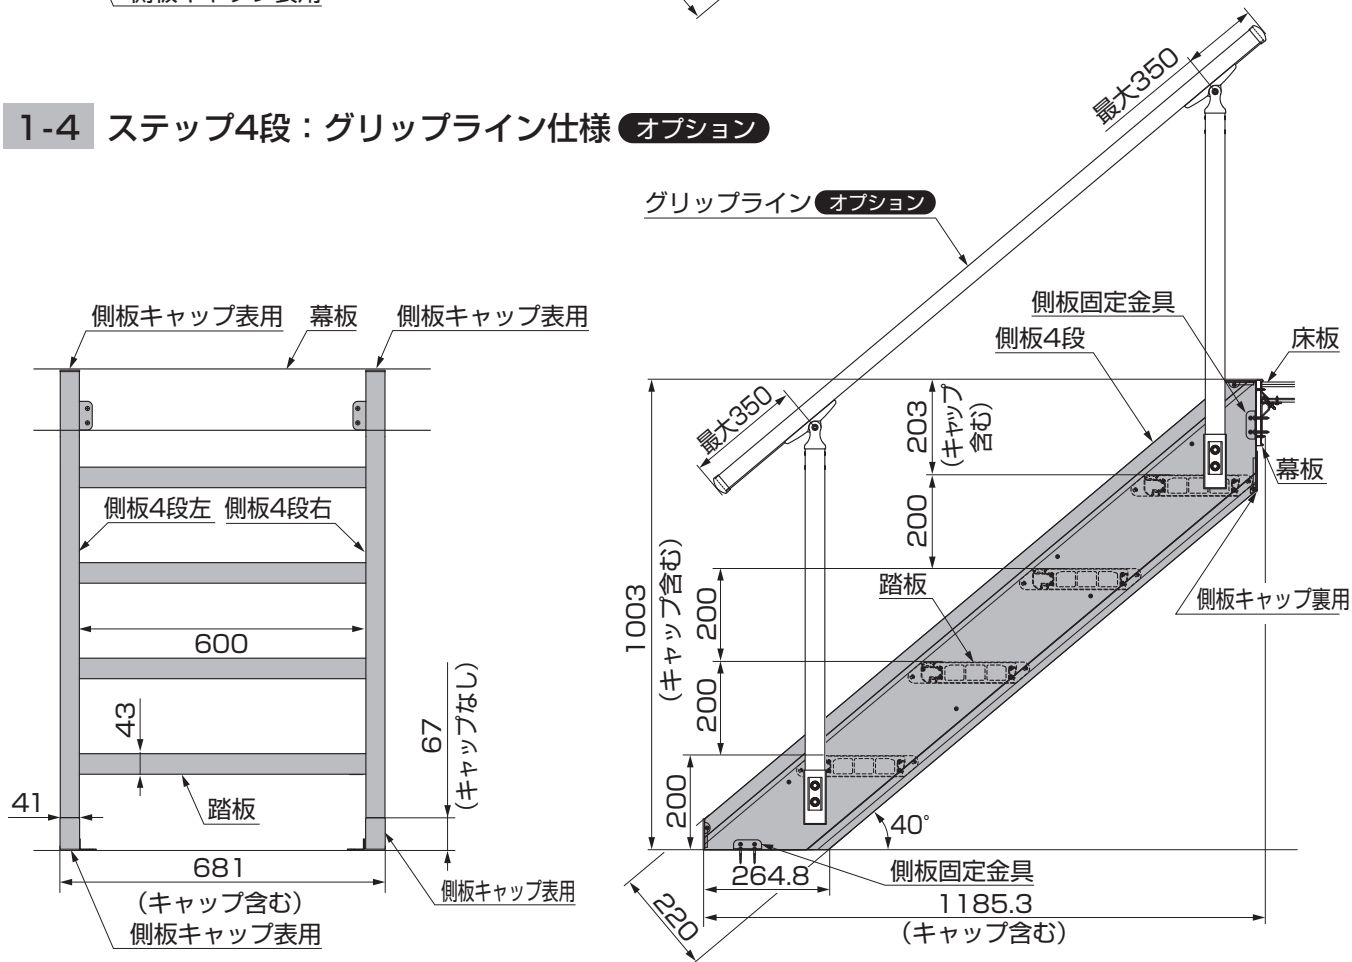 側板キャップ表用
1-4 ステップ4段：グリップライン仕様 オプション
最大350
グリップライン オプション
側板キャップ表用 幕板 側板キャップ表用
側板固定金具
側板4段
床板
最大350
203
(キャップ
含む)
幕板
側板4段左 側板4段右
200
踏板
側板キャップ裏用
1003
(キャップ含む)
200
600
200
43
67
(キャップなし)
200
41
踏板
40°
681
(キャップ含む)
側板キャップ表用
側板キャップ表用
264.8
側板固定金具
220
1185.3
(キャップ含む)